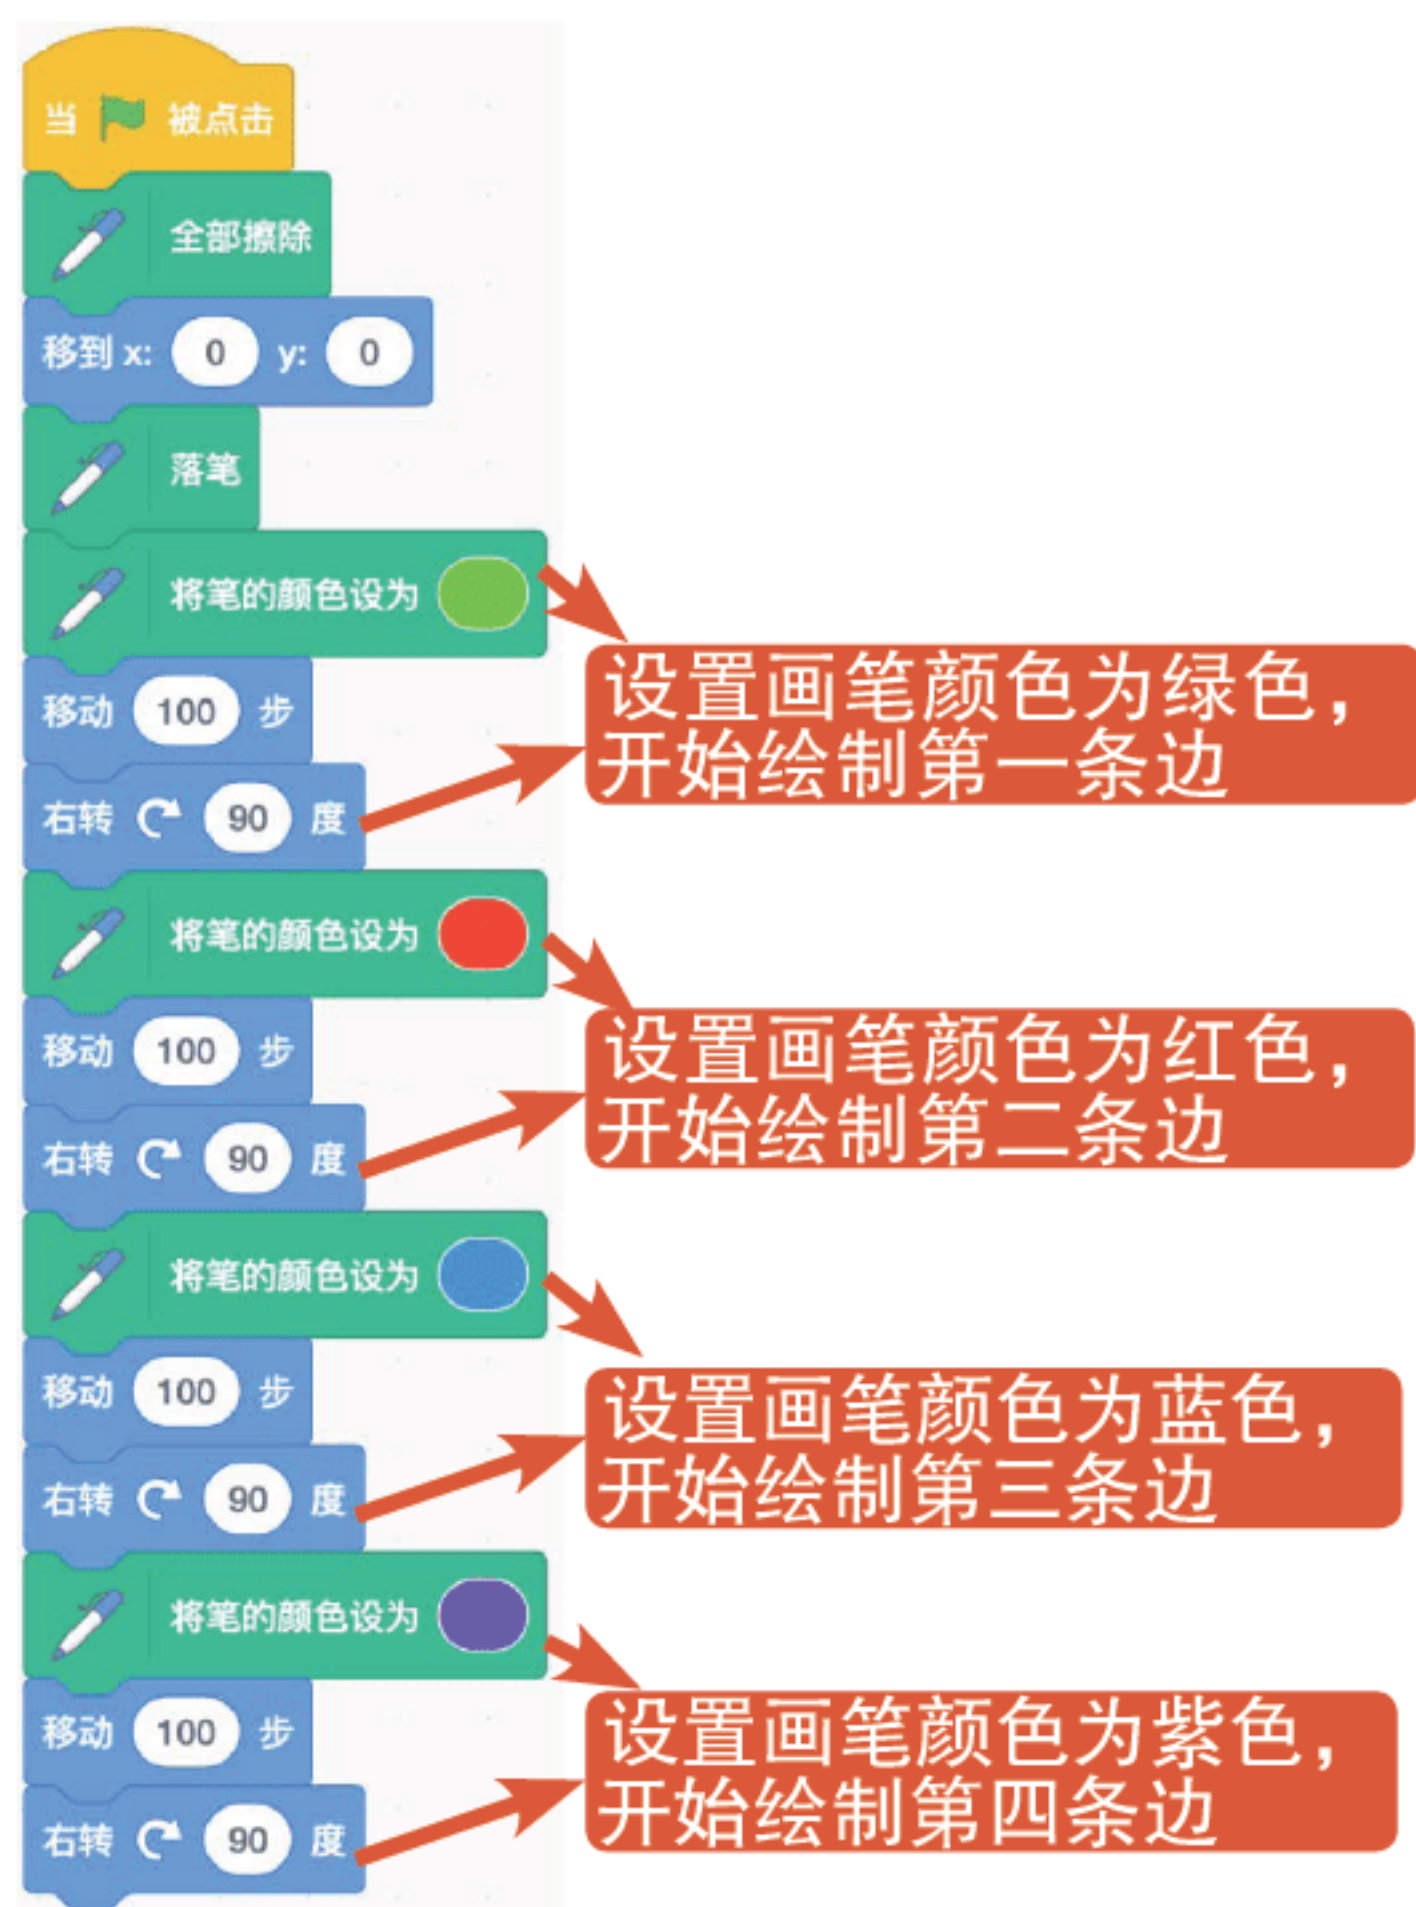 当 被点击
全部擦除
移到 x: 0 y: 0
落笔
将笔的颜色设为
移动 100 步
右转 90 度
设置画笔颜色为绿色，
开始绘制第一条边
将笔的颜色设为
移动 100 步
右转 90 度
设置画笔颜色为红色，
开始绘制第二条边
将笔的颜色设为
移动 100 步
右转 90 度
设置画笔颜色为蓝色，
开始绘制第三条边
将笔的颜色设为
移动 100 步
右转 90 度
设置画笔颜色为紫色，
开始绘制第四条边